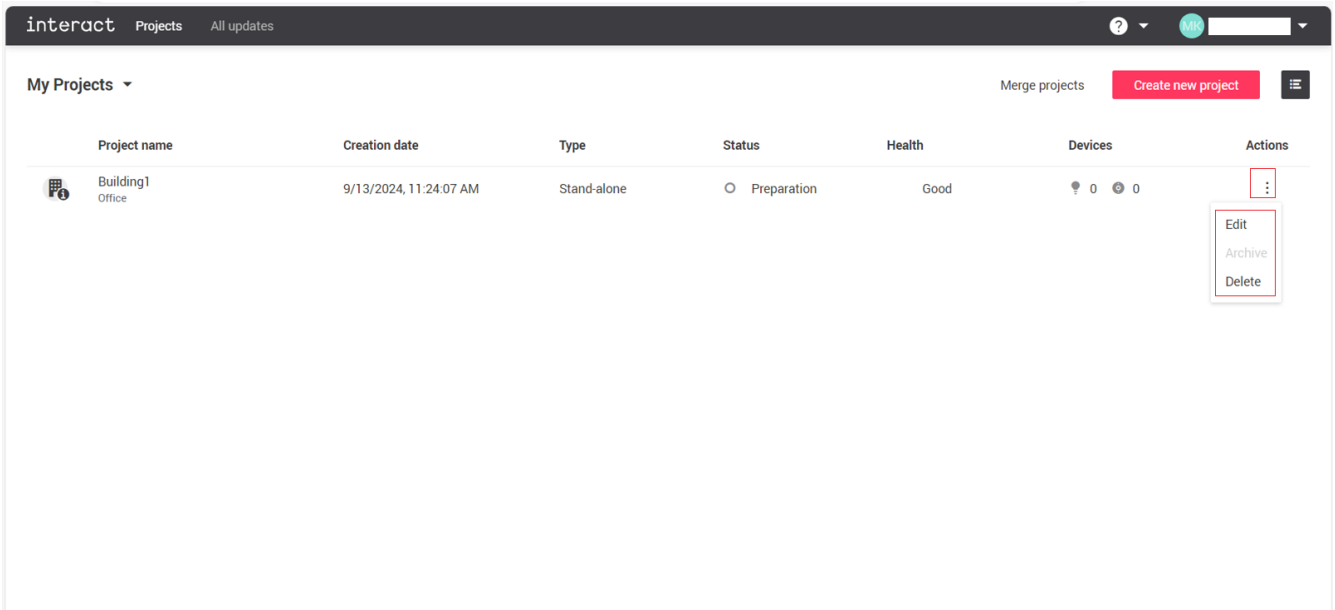 interact Projects All updates ? MK
My Projects Merge projects Create new project
Project name Creation date Type Status Health Devices Actions
Building1
Office
9/13/2024, 11:24:07 AM Stand-alone Preparation Good 0 0
Edit
Archive
Delete